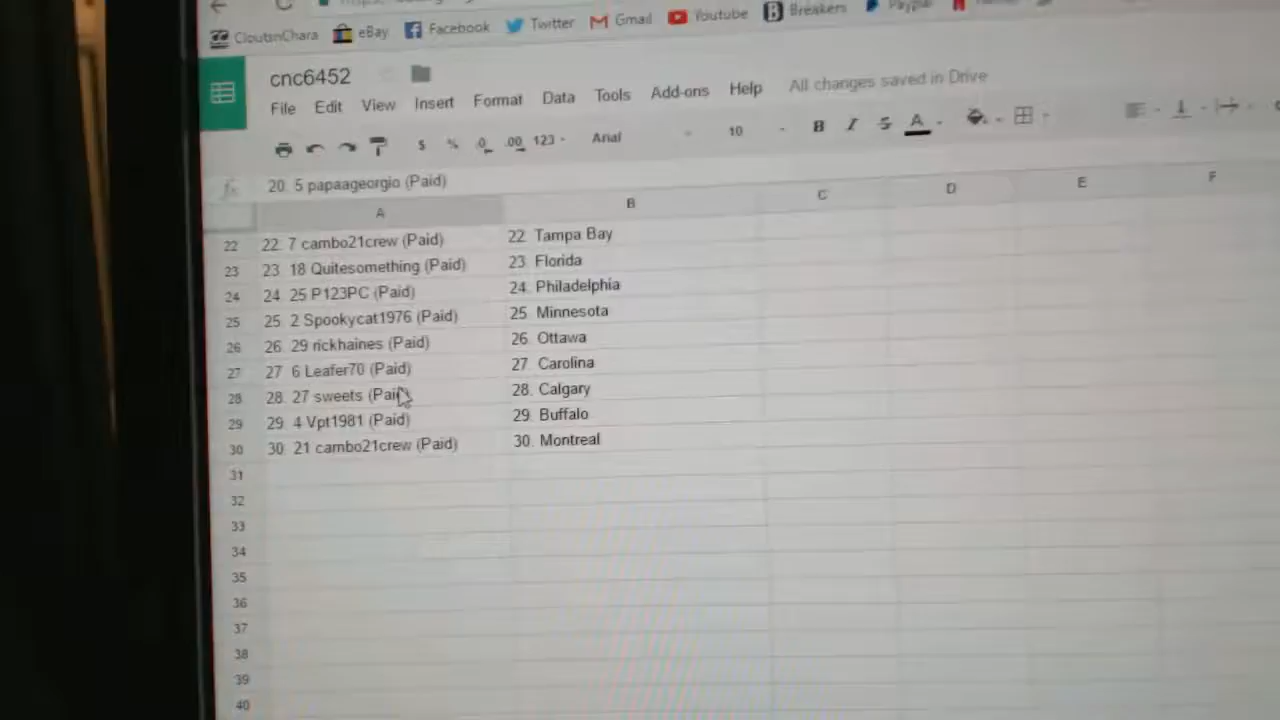 CloutsnChara eBay Facebook Twitter Gmail Youtube Breakers Paypal
cnc6452
File Edit View Insert Format Data Tools Add-ons Help All changes saved in Drive
$ % .0 .00 123 Arial 10 B I S A
fx 20. 5 papaageorgio (Paid)
A B C D E F
22 22. 7 cambo21crew (Paid) 22. Tampa Bay
23 23. 18 Quitesomething (Paid) 23. Florida
24 24. 25 P123PC (Paid) 24. Philadelphia
25 25. 2 Spookycat1976 (Paid) 25. Minnesota
26 26. 29 rickhaines (Paid) 26. Ottawa
27 27. 6 Leafer70 (Paid) 27. Carolina
28 28. 27 sweets (Paid) 28. Calgary
29 29. 4 Vpt1981 (Paid) 29. Buffalo
30 30. 21 cambo21crew (Paid) 30. Montreal
31
32
33
34
35
36
37
38
39
40